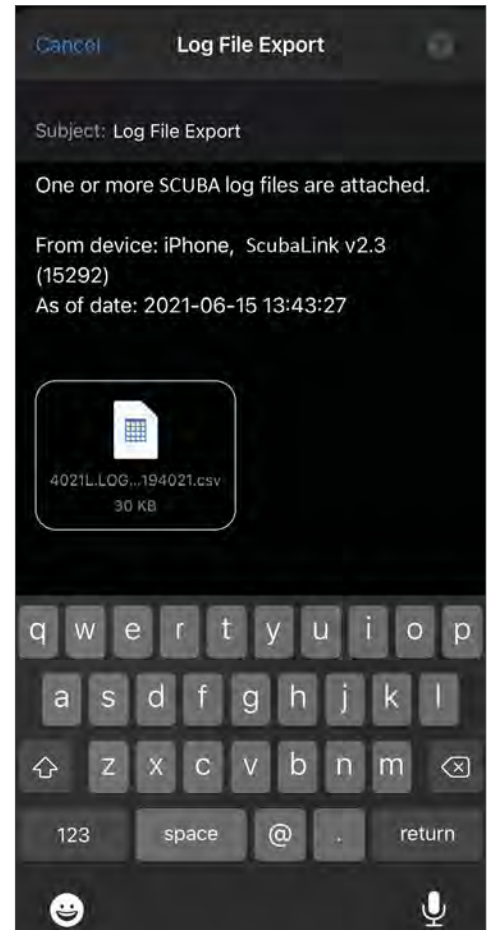 Cancel Log File Export
Subject: Log File Export
One or more SCUBA log files are attached.
From device: iPhone, ScubaLink v2.3
(15292)
As of date: 2021-06-15 13:43:27
4021L.LOG...194021.csv
30 KB
q w e r t y u i o p
a s d f g h j k l
z x c v b n m
123 space @ . return